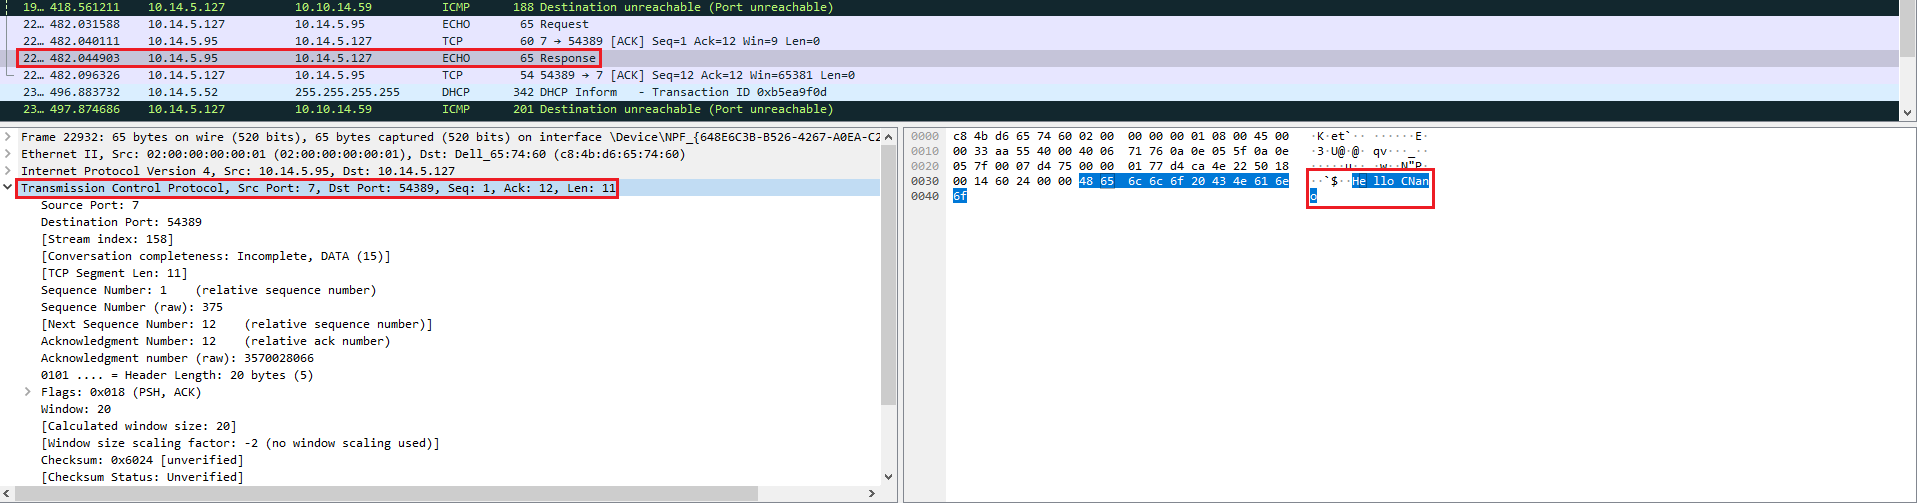 19… 418.561211 10.14.5.127 10.10.14.59 ICMP 188 Destination unreachable (Port unreachable)
22… 482.031588 10.14.5.127 10.14.5.95 ECHO 65 Request
22… 482.040111 10.14.5.95 10.14.5.127 TCP 60 7 → 54389 [ACK] Seq=1 Ack=12 Win=9 Len=0
22… 482.044903 10.14.5.95 10.14.5.127 ECHO 65 Response
22… 482.096326 10.14.5.127 10.14.5.95 TCP 54 54389 → 7 [ACK] Seq=12 Ack=12 Win=65381 Len=0
23… 496.883732 10.14.5.52 255.255.255.255 DHCP 342 DHCP Inform - Transaction ID 0xb5ea9f0d
23… 497.874686 10.14.5.127 10.10.14.59 ICMP 201 Destination unreachable (Port unreachable)
Frame 22932: 65 bytes on wire (520 bits), 65 bytes captured (520 bits) on interface \Device\NPF_{648E6C3B-B526-4267-A0EA-C2
Ethernet II, Src: 02:00:00:00:00:01 (02:00:00:00:00:01), Dst: Dell_65:74:60 (c8:4b:d6:65:74:60)
Internet Protocol Version 4, Src: 10.14.5.95, Dst: 10.14.5.127
Transmission Control Protocol, Src Port: 7, Dst Port: 54389, Seq: 1, Ack: 12, Len: 11
Source Port: 7
Destination Port: 54389
[Stream index: 158]
[Conversation completeness: Incomplete, DATA (15)]
[TCP Segment Len: 11]
Sequence Number: 1 (relative sequence number)
Sequence Number (raw): 375
[Next Sequence Number: 12 (relative sequence number)]
Acknowledgment Number: 12 (relative ack number)
Acknowledgment number (raw): 3570028066
0101 .... = Header Length: 20 bytes (5)
Flags: 0x018 (PSH, ACK)
Window: 20
[Calculated window size: 20]
[Window size scaling factor: -2 (no window scaling used)]
Checksum: 0x6024 [unverified]
[Checksum Status: Unverified]
0000 c8 4b d6 65 74 60 02 00 00 00 00 01 08 00 45 00 ·K·et`·· ······E·
0010 00 33 aa 55 40 00 40 06 71 76 0a 0e 05 5f 0a 0e ·3·U@·@· qv···_··
0020 05 7f 00 07 d4 75 00 00 01 77 d4 ca 4e 22 50 18 ·····u·· ·w··N"P·
0030 00 14 60 24 00 00 48 65 6c 6c 6f 20 43 4e 61 6e ··`$··He llo CNan
0040 6f o